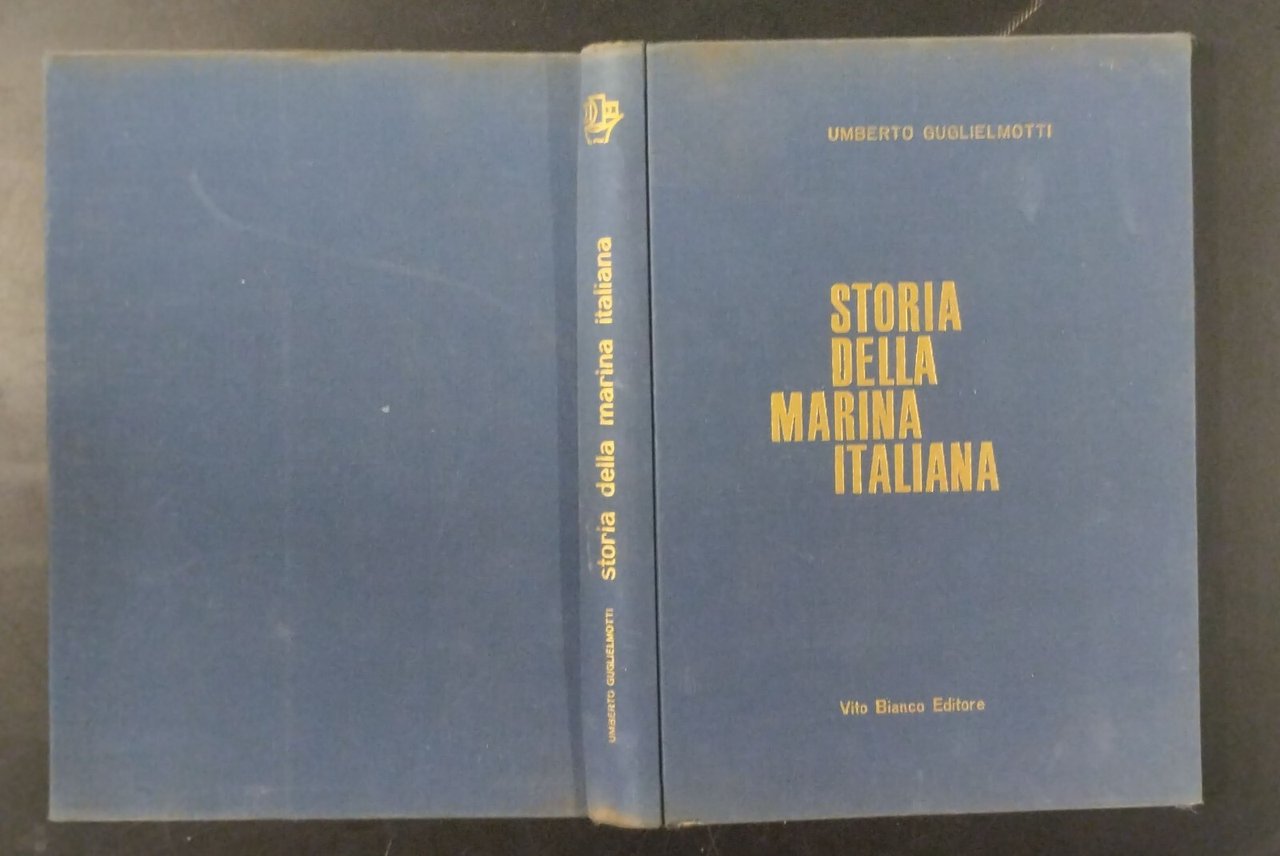 UMBERTO GUGLIELMOTTI
storia della marina italiana
UMBERTO GUGLIELMOTTI
STORIA
DELLA
MARINA
ITALIANA
Vito Bianco Editore